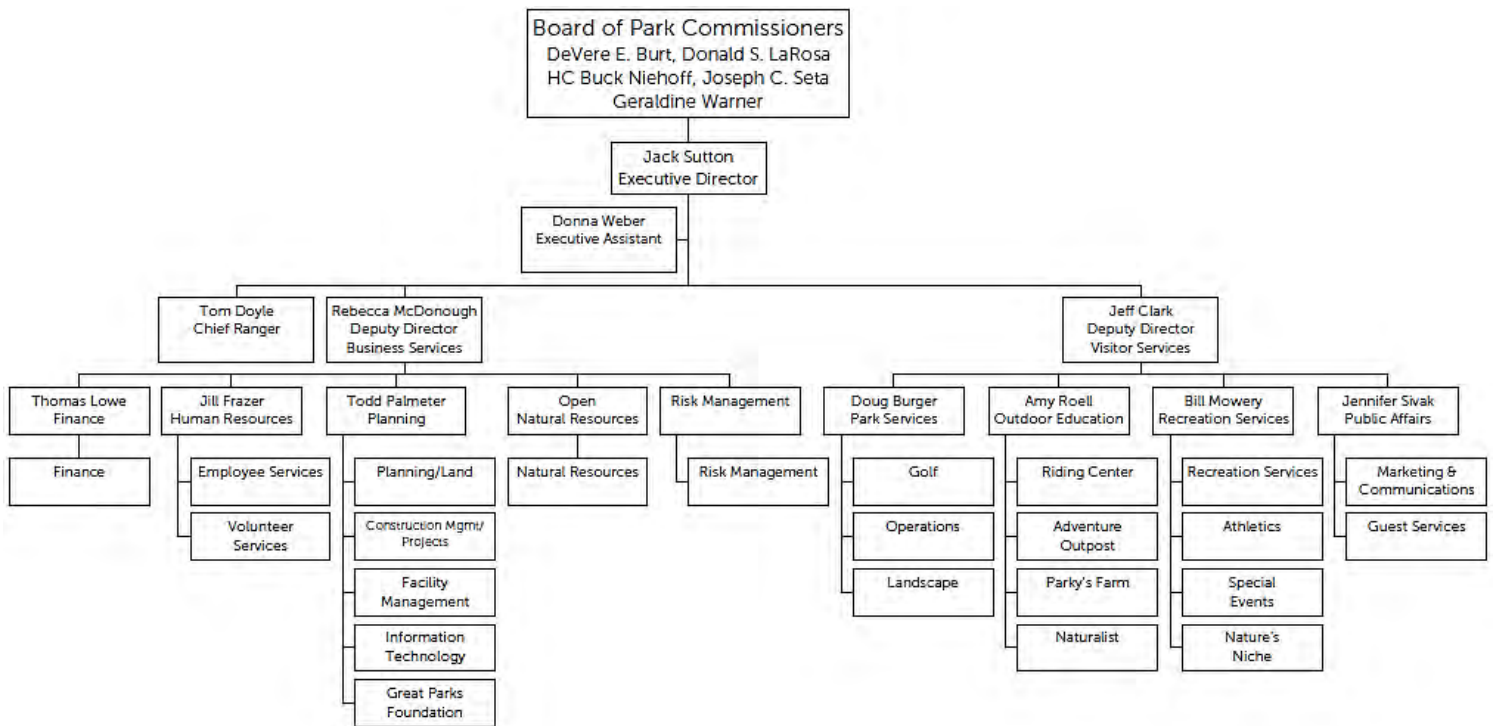 Board of Park Commissioners
DeVere E. Burt, Donald S. LaRosa
HC Buck Niehoff, Joseph C. Seta
Geraldine Warner
Jack Sutton
Executive Director
Donna Weber
Executive Assistant
Tom Doyle
Chief Ranger
Rebecca McDonough
Deputy Director
Business Services
Jeff Clark
Deputy Director
Visitor Services
Thomas Lowe
Finance
Jill Frazer
Human Resources
Todd Palmeter
Planning
Open
Natural Resources
Risk Management
Doug Burger
Park Services
Amy Roell
Outdoor Education
Bill Mowery
Recreation Services
Jennifer Sivak
Public Affairs
Finance
Employee Services
Volunteer
Services
Planning/Land
Construction Mgmt/
Projects
Facility
Management
Information
Technology
Great Parks
Foundation
Natural Resources
Risk Management
Golf
Operations
Landscape
Riding Center
Adventure
Outpost
Parky's Farm
Naturalist
Recreation Services
Athletics
Special
Events
Nature's
Niche
Marketing &
Communications
Guest Services